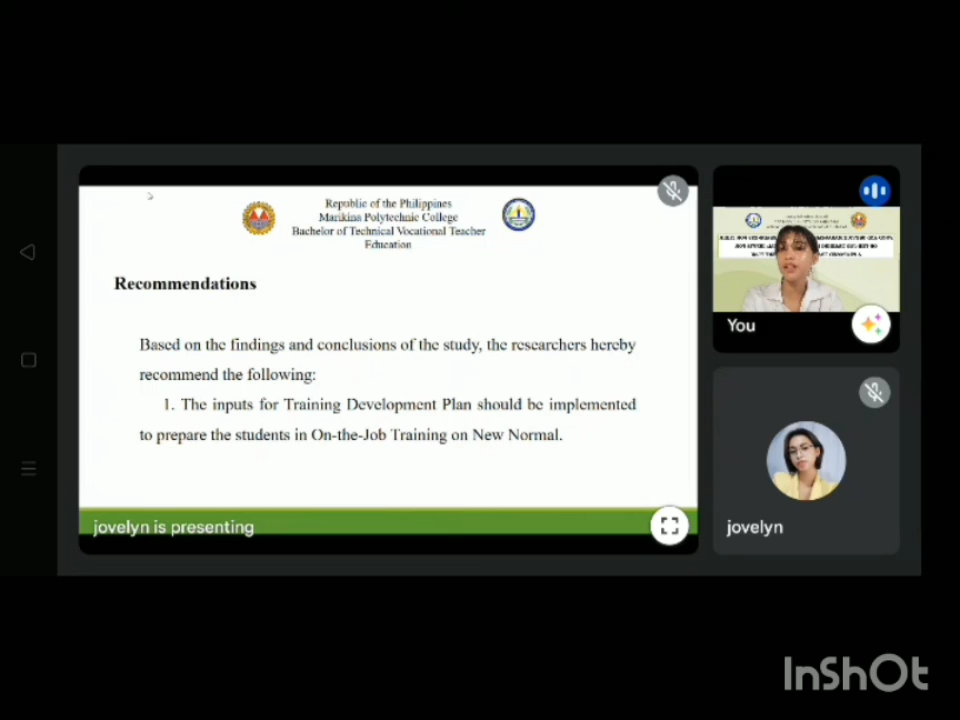 Republic of the Philippines
Marikina Polytechnic College
Bachelor of Technical Vocational Teacher
Education
Recommendations
Based on the findings and conclusions of the study, the researchers hereby
recommend the following:
1. The inputs for Training Development Plan should be implemented
to prepare the students in On-the-Job Training on New Normal.
jovelyn is presenting
You
jovelyn
InShOt